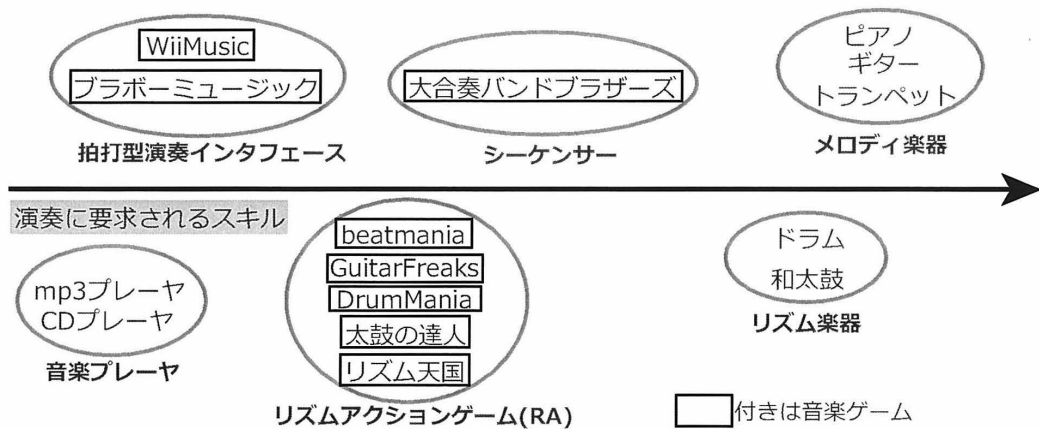 WiiMusic
ブラボーミュージック
拍打型演奏インタフェース
大合奏バンドブラザーズ
シーケンサー
ピアノ
ギター
トランペット
メロディ楽器
演奏に要求されるスキル
mp3プレーヤ
CDプレーヤ
音楽プレーヤ
beatmania
GuitarFreaks
DrumMania
太鼓の達人
リズム天国
リズムアクションゲーム(RA)
ドラム
和太鼓
リズム楽器
付きは音楽ゲーム